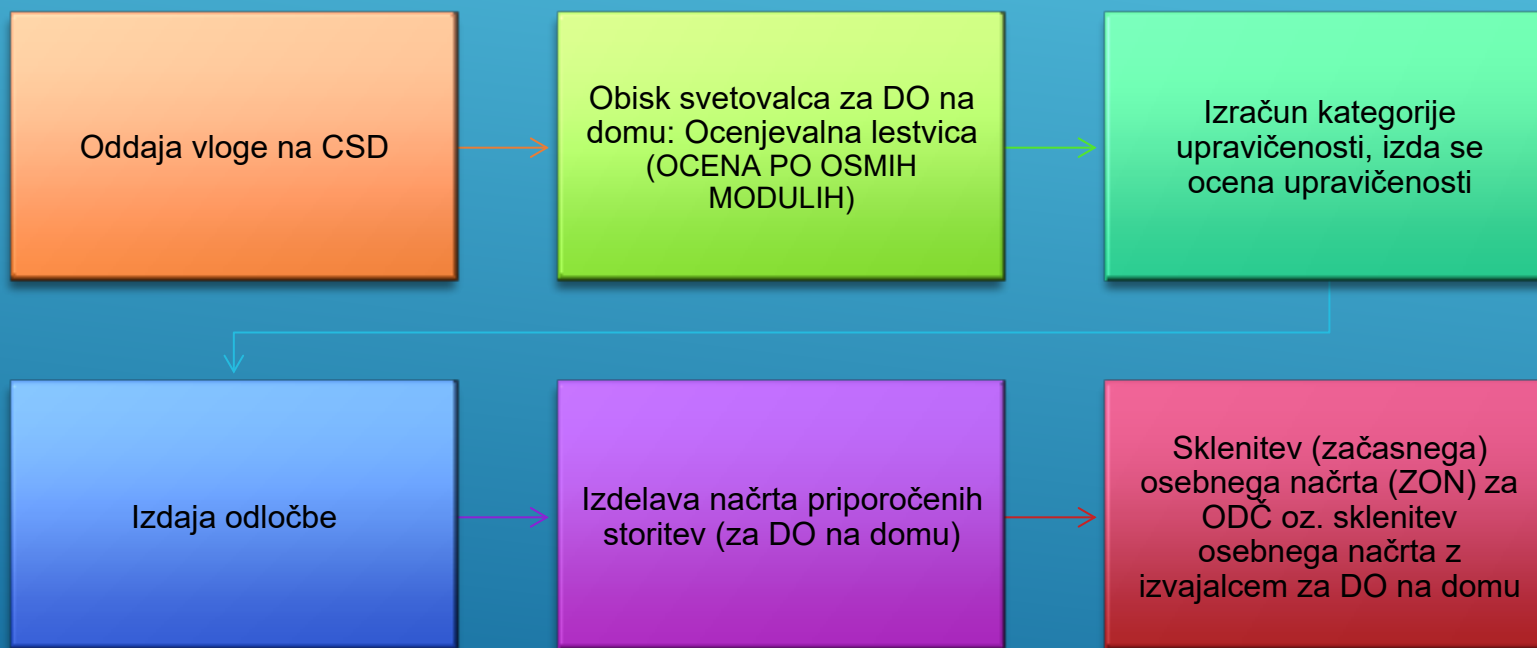 Oddaja vloge na CSD
Obisk svetovalca za DO na
domu: Ocenjevalna lestvica
(OCENA PO OSMIH
MODULIH)
Izračun kategorije
upravičenosti, izda se
ocena upravičenosti
Izdaja odločbe
Izdelava načrta priporočenih
storitev (za DO na domu)
Sklenitev (začasnega)
osebnega načrta (ZON) za
ODČ oz. sklenitev
osebnega načrta z
izvajalcem za DO na domu